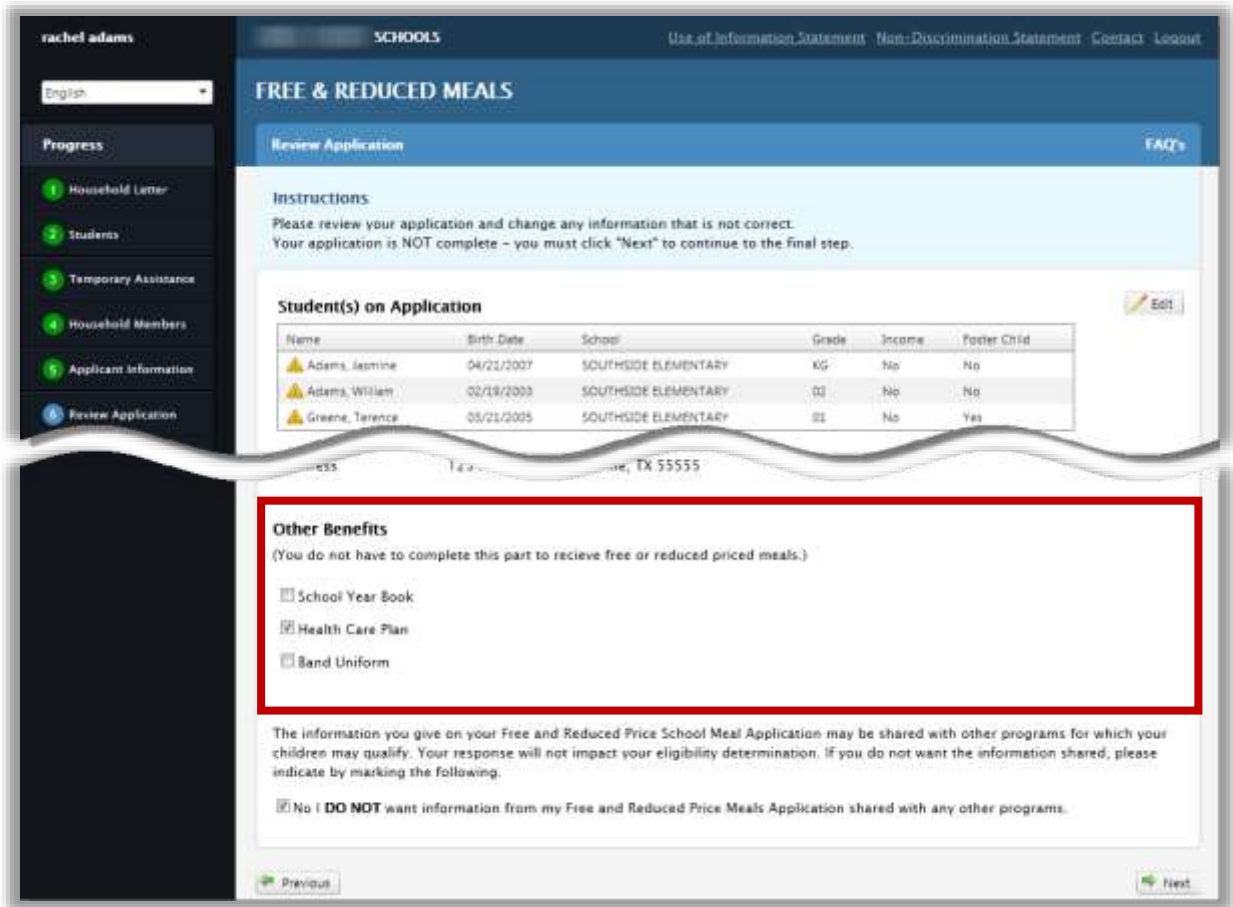 rachel adams
SCHOOLS
Use of Information Statement Non-Discrimination Statement Contact Logout
English
FREE & REDUCED MEALS
Progress
Review Application
FAQ's
1 Household Letter
2 Students
3 Temporary Assistance
4 Household Members
5 Applicant Information
6 Review Application
Instructions
Please review your application and change any information that is not correct.
Your application is NOT complete – you must click "Next" to continue to the final step.
Student(s) on Application
Edit
Name Birth Date School Grade Income Foster Child
Adams, Jasmine 04/21/2007 SOUTHSIDE ELEMENTARY KG No No
Adams, William 02/19/2003 SOUTHSIDE ELEMENTARY 02 No No
Greene, Terence 05/21/2005 SOUTHSIDE ELEMENTARY 01 No Yes
TX 55555
Other Benefits
(You do not have to complete this part to recieve free or reduced priced meals.)
School Year Book
Health Care Plan
Band Uniform
The information you give on your Free and Reduced Price School Meal Application may be shared with other programs for which your
children may qualify. Your response will not impact your eligibility determination. If you do not want the information shared, please
indicate by marking the following.
No I DO NOT want information from my Free and Reduced Price Meals Application shared with any other programs.
Previous
Next